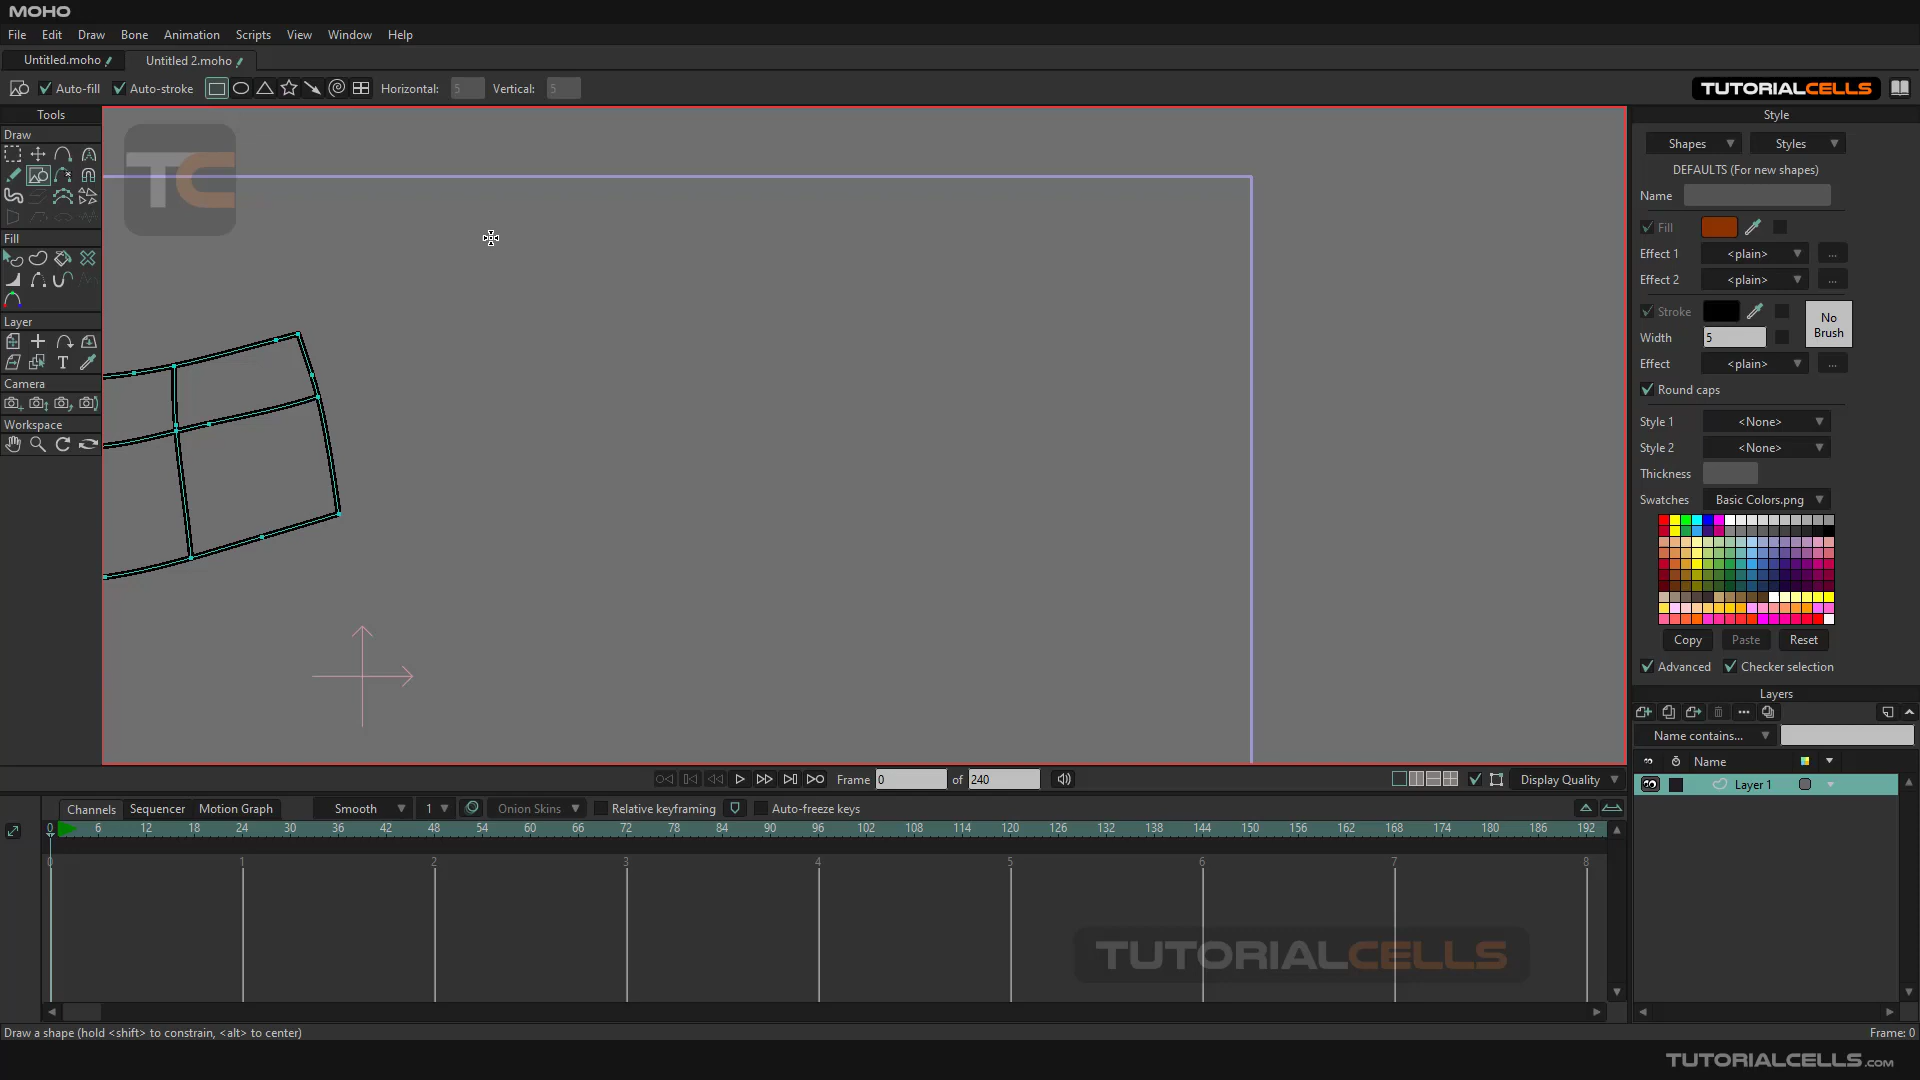 MOHO
File Edit Draw Bone Animation Scripts View Window Help
Untitled.moho Untitled 2.moho
Auto-fill Auto-stroke Horizontal: 5 Vertical: 5
TUTORIALCELLS
Tools
Draw
Fill
Layer
Camera
Workspace
TC
Style
Shapes Styles
DEFAULTS (For new shapes)
Name
Fill
Effect 1 <plain> ...
Effect 2 <plain> ...
Stroke
No Brush
Width 5
Effect <plain> ...
Round caps
Style 1 <None>
Style 2 <None>
Thickness
Swatches Basic Colors.png
Copy Paste Reset
Advanced Checker selection
Layers
Name contains...
Name
Layer 1
Frame 0 of 240 Display Quality
Channels Sequencer Motion Graph Smooth 1 Onion Skins Relative keyframing Auto-freeze keys
0 6 12 18 24 30 36 42 48 54 60 66 72 78 84 90 96 102 108 114 120 126 132 138 144 150 156 162 168 174 180 186 192
0 1 2 3 4 5 6 7 8
TUTORIALCELLS
Draw a shape (hold <shift> to constrain, <alt> to center) Frame: 0
TUTORIALCELLS.COM